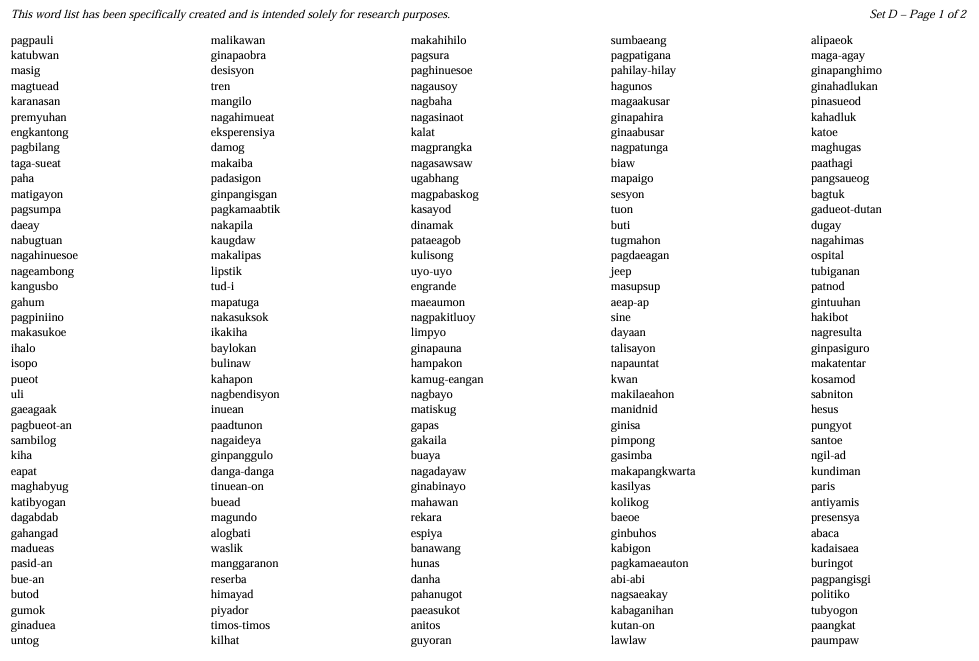 This word list has been specifically created and is intended solely for research purposes. Set D – Page 1 of 2
pagpauli malikawan makahihilo sumbaeang alipaeok
katubwan ginapaobra pagsura pagpatigana maga-agay
masig desisyon paghinuesoe pahilay-hilay ginapanghimo
magtuead tren nagausoy hagunos ginahadlukan
karanasan mangilo nagbaha magaakusar pinasueod
premyuhan nagahimueat nagasinaot ginapahira kahadluk
engkantong eksperensiya kalat ginaabusar katoe
pagbilang damog magprangka nagpatunga maghugas
taga-sueat makaiba nagasawsaw biaw paathagi
paha padasigon ugabhang mapaigo pangsaueog
matigayon ginpangisgan magpabaskog sesyon bagtuk
pagsumpa pagkamaabtik kasayod tuon gadueot-dutan
daeay nakapila dinamak buti dugay
nabugtuan kaugdaw pataeagob tugmahon nagahimas
nagahinuesoe makalipas kulisong pagdaeagan ospital
nageambong lipstik uyo-uyo jeep tubiganan
kangusbo tud-i engrande masupsup patnod
gahum mapatuga maeaumon aeap-ap gintuuhan
pagpiniino nakasuksok nagpakitluoy sine hakibot
makasukoe ikakiha limpyo dayaan nagresulta
ihalo baylokan ginapauna talisayon ginpasiguro
isopo bulinaw hampakon napauntat makatentar
pueot kahapon kamug-eangan kwan kosamod
uli nagbendisyon nagbayo makilaeahon sabniton
gaeagaak inuean matiskug manidnid hesus
pagbueot-an paadtunon gapas ginisa pungyot
sambilog nagaideya gakaila pimpong santoe
kiha ginpanggulo buaya gasimba ngil-ad
eapat danga-danga nagadayaw makapangkwarta kundiman
maghabyug tinuean-on ginabinayo kasilyas paris
katibyogan buead mahawan kolikog antiyamis
dagabdab magundo rekara baeoe presensya
gahangad alogbati espiya ginbuhos abaca
madueas waslik banawang kabigon kadaisaea
pasid-an manggaranon hunas pagkamaeauton buringot
bue-an reserba danha abi-abi pagpangisgi
butod himayad pahanugot nagsaeakay politiko
gumok piyador paeasukot kabaganihan tubyogon
ginaduea timos-timos anitos kutan-on paangkat
untog kilhat guyoran lawlaw paumpaw